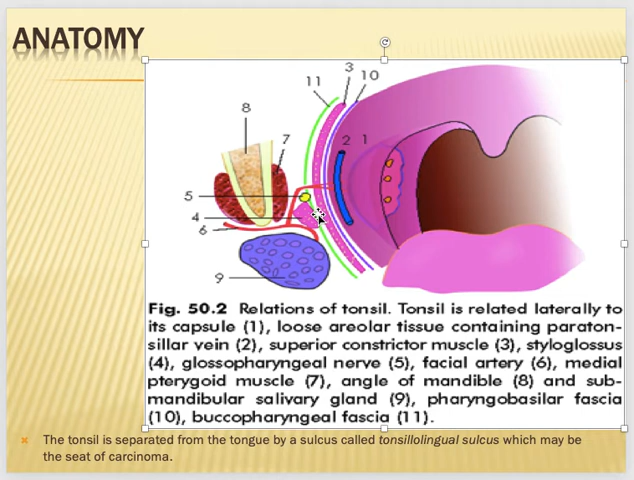 ANATOMY
11 3 10
8 7 2 1
5
4
6
9
Fig. 50.2 Relations of tonsil. Tonsil is related laterally to
its capsule (1), loose areolar tissue containing paraton-
sillar vein (2), superior constrictor muscle (3), styloglossus
(4), glossopharyngeal nerve (5), facial artery (6), medial
pterygoid muscle (7), angle of mandible (8) and sub-
mandibular salivary gland (9), pharyngobasilar fascia
(10), buccopharyngeal fascia (11).
The tonsil is separated from the tongue by a sulcus called tonsillolingual sulcus which may be
the seat of carcinoma.